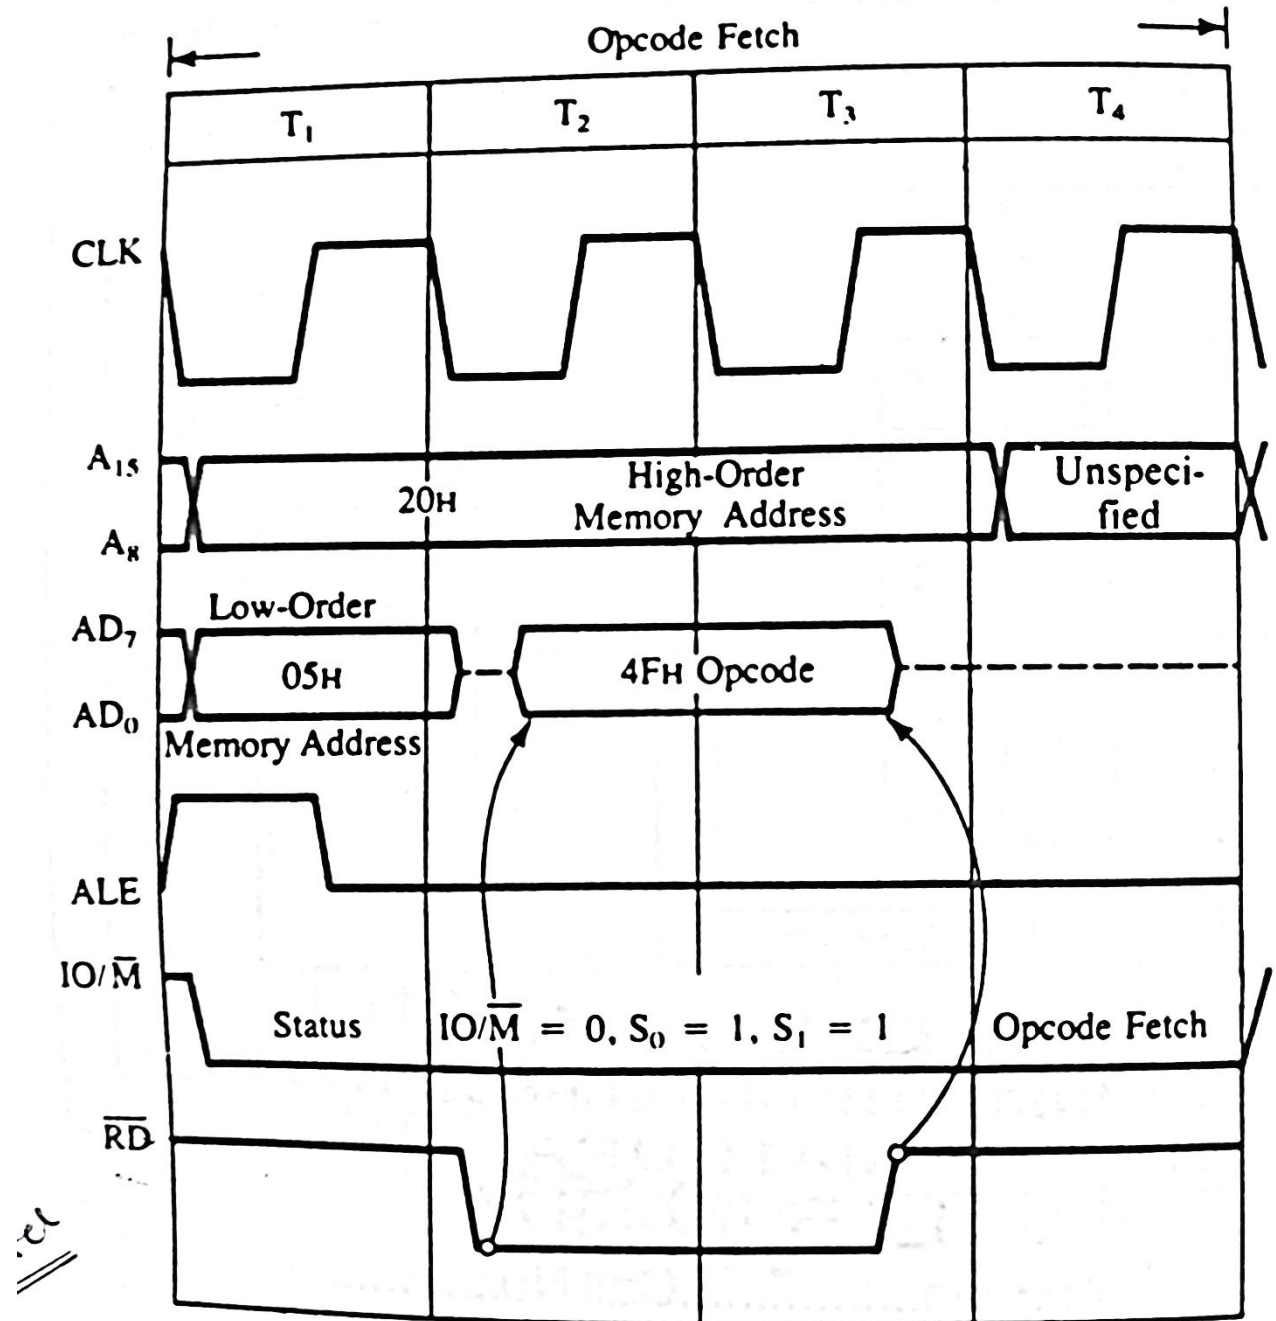 Opcode Fetch
T₁ T₂ T₃ T₄
CLK
A₁₅
High-Order
Unspeci-
20H
Memory Address
fied
A₈
Low-Order
AD₇
05H
4FH Opcode
AD₀
Memory Address
ALE
IO/M̅
Status IO/M̅ = 0, S₀ = 1, S₁ = 1 Opcode Fetch
R̅D̅